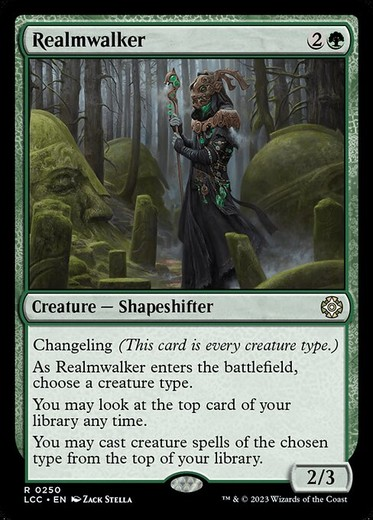 Realmwalker 2
Creature — Shapeshifter
Changeling (This card is every creature type.)
As Realmwalker enters the battlefield,
choose a creature type.
You may look at the top card of your
library any time.
You may cast creature spells of the chosen
type from the top of your library.
2/3
R 0250
LCC • EN Zack Stella
™ & © 2023 Wizards of the Coast